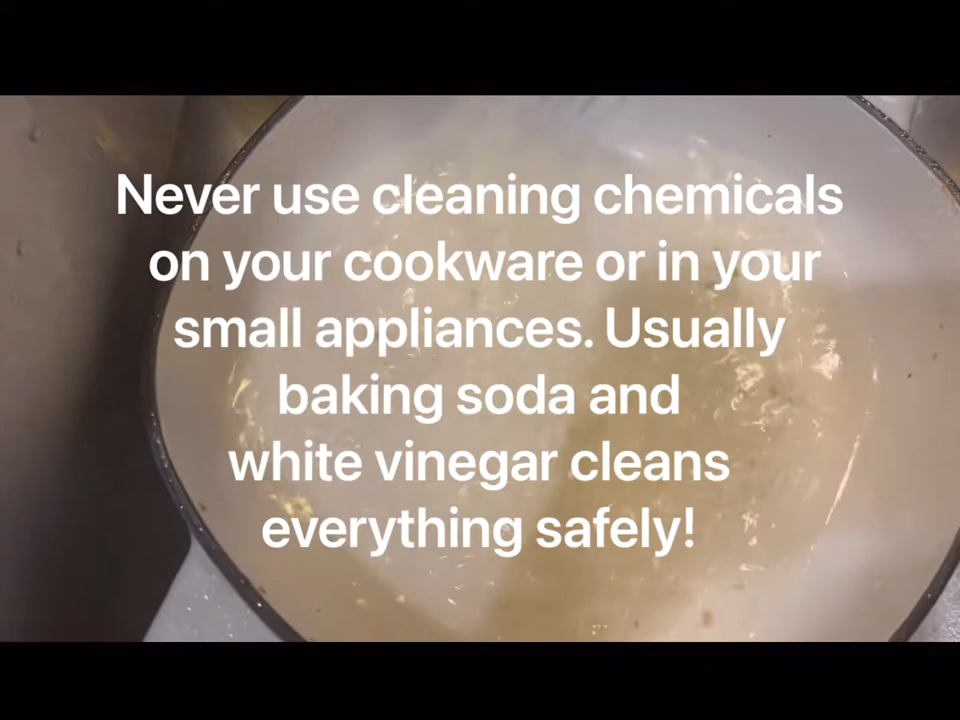 Never use cleaning chemicals
on your cookware or in your
small appliances. Usually
baking soda and
white vinegar cleans
everything safely!